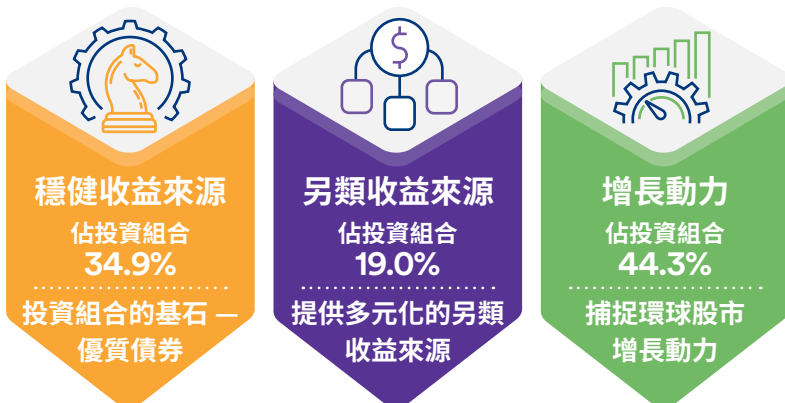 $
穩健收益來源
佔投資組合
34.9%
投資組合的基石 —
優質債券
另類收益來源
佔投資組合
19.0%
提供多元化的另類
收益來源
增長動力
佔投資組合
44.3%
捕捉環球股市
增長動力